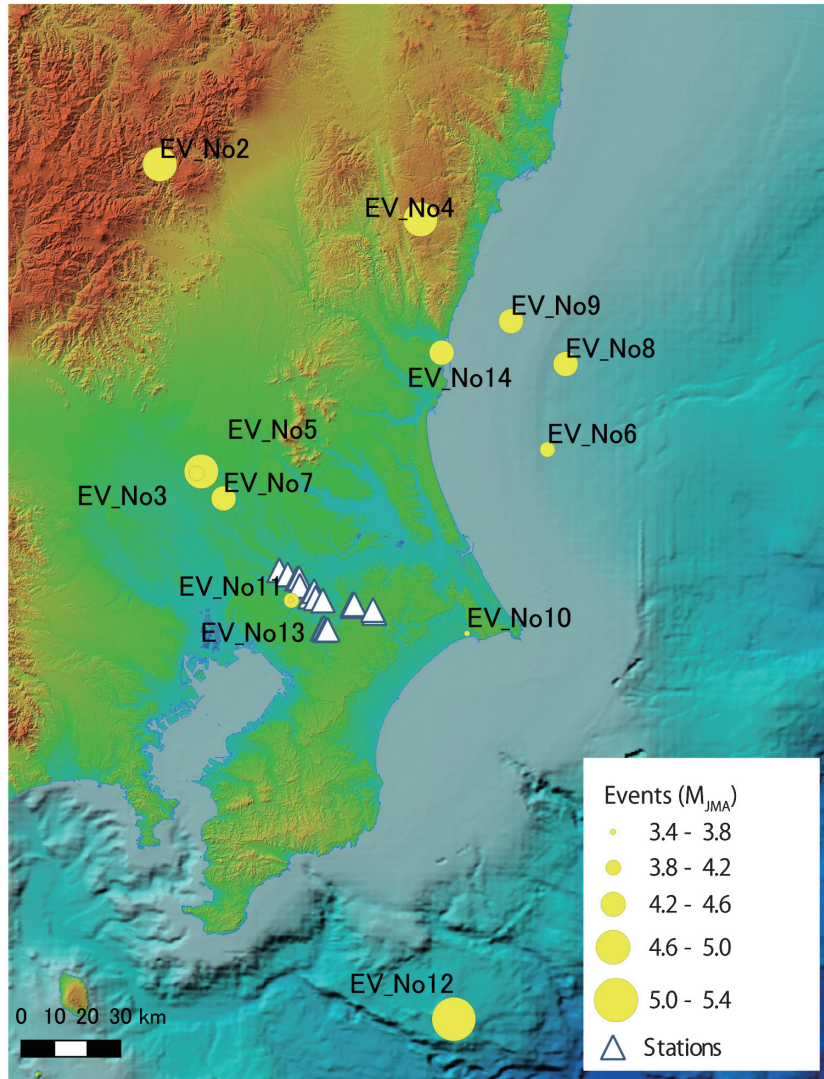 EV_No2
EV_No4
EV_No9
EV_No8
EV_No14
EV_No6
EV_No5
EV_No3
EV_No7
EV_No11
EV_No13
EV_No10
EV_No12
0 10 20 30 km
Events (MJMA)
3.4 - 3.8
3.8 - 4.2
4.2 - 4.6
4.6 - 5.0
5.0 - 5.4
Stations